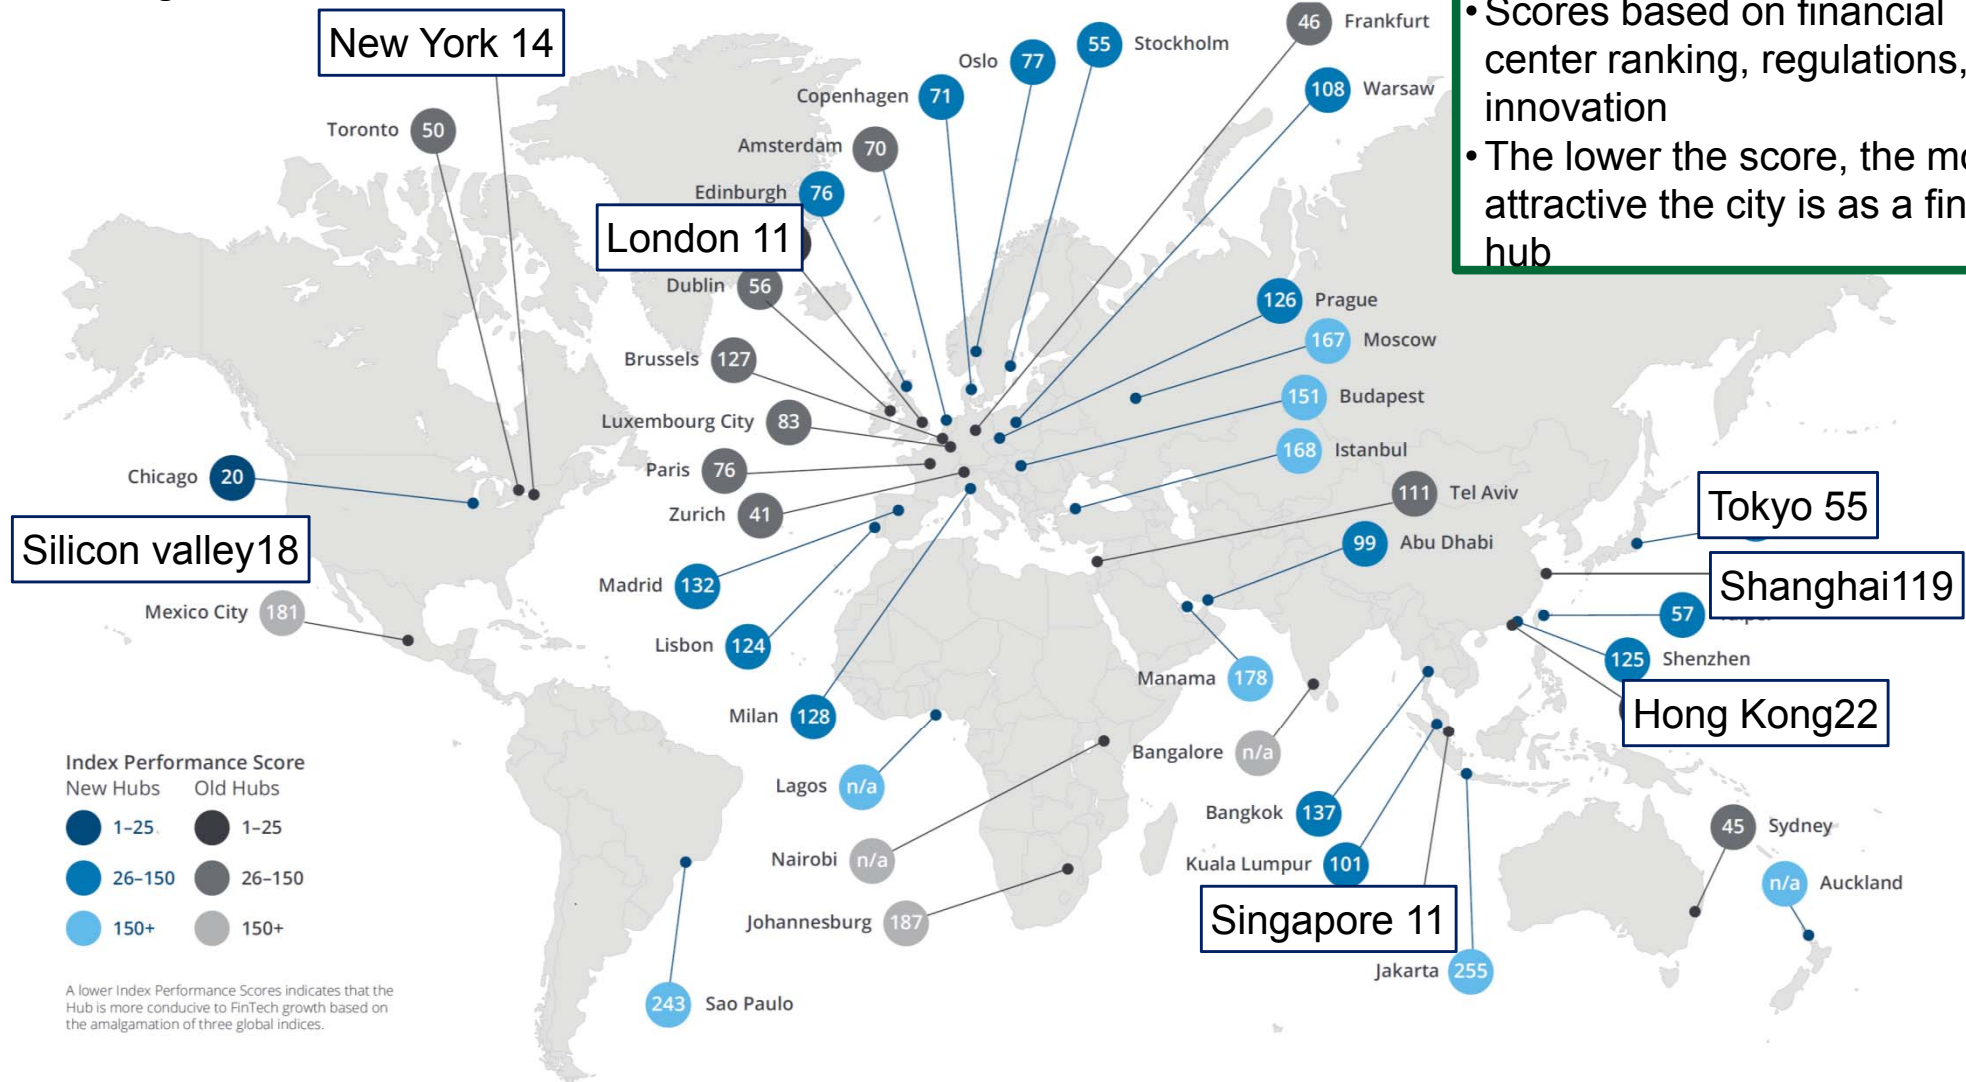 • Scores based on financial
center ranking, regulations,
innovation
• The lower the score, the
attractive the city is as a
hub
New York 14
Toronto 50
Chicago 20
Silicon valley18
Mexico City 181
46 Frankfurt
55 Stockholm
Oslo 77
Copenhagen 71
108 Warsaw
Amsterdam 70
Edinburgh 76
London 11
Dublin 56
Brussels 127
Luxembourg City 83
Paris 76
Zurich 41
Madrid 132
Lisbon 124
Milan 128
126 Prague
167 Moscow
151 Budapest
168 Istanbul
111 Tel Aviv
99 Abu Dhabi
Manama 178
Bangalore n/a
Tokyo 55
Shanghai119
57
125 Shenzhen
Hong Kong22
Lagos n/a
Nairobi n/a
Johannesburg 187
Bangkok 137
Kuala Lumpur 101
Singapore 11
Jakarta 255
45 Sydney
n/a Auckland
243 Sao Paulo
Index Performance Score
New Hubs Old Hubs
1–25 1–25
26–150 26–150
150+ 150+
A lower Index Performance Scores indicates that the
Hub is more conducive to FinTech growth based on
the amalgamation of three global indices.